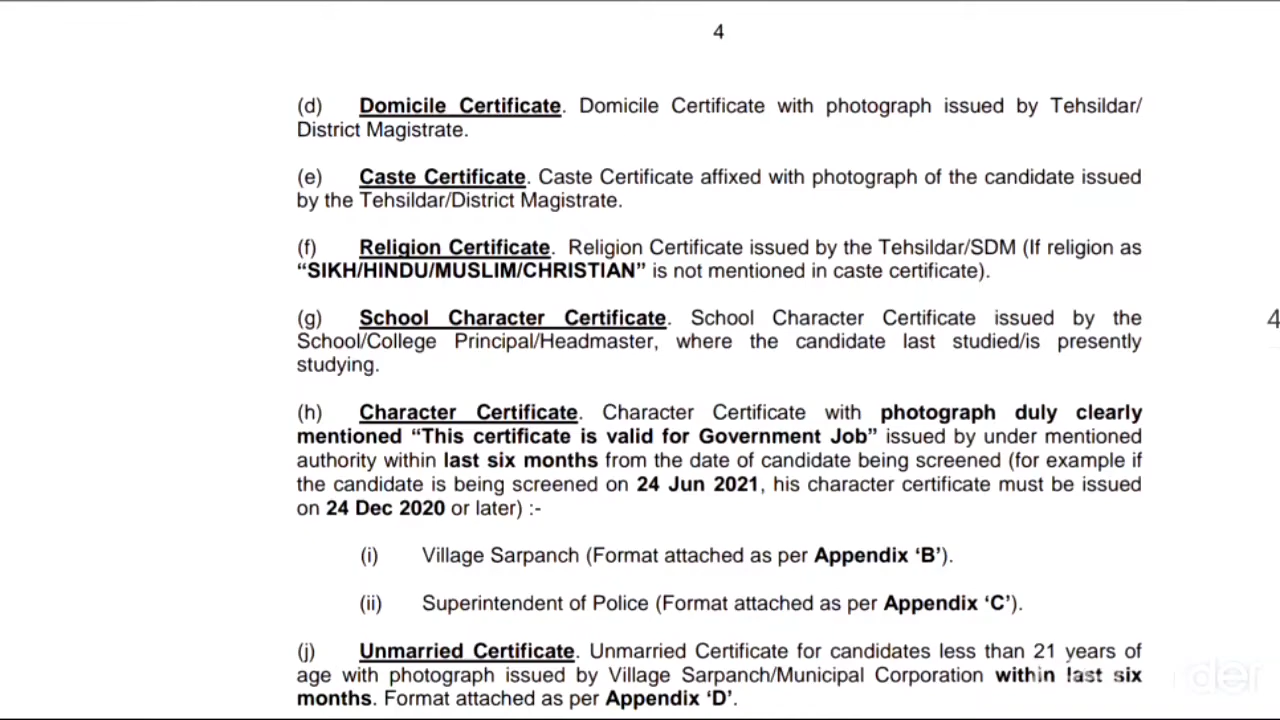 4
(d) Domicile Certificate. Domicile Certificate with photograph issued by Tehsildar/
District Magistrate.
(e) Caste Certificate. Caste Certificate affixed with photograph of the candidate issued
by the Tehsildar/District Magistrate.
(f) Religion Certificate. Religion Certificate issued by the Tehsildar/SDM (If religion as
“SIKH/HINDU/MUSLIM/CHRISTIAN” is not mentioned in caste certificate).
(g) School Character Certificate. School Character Certificate issued by the
School/College Principal/Headmaster, where the candidate last studied/is presently
studying.
4
(h) Character Certificate. Character Certificate with photograph duly clearly
mentioned “This certificate is valid for Government Job” issued by under mentioned
authority within last six months from the date of candidate being screened (for example if
the candidate is being screened on 24 Jun 2021, his character certificate must be issued
on 24 Dec 2020 or later) :-
(i) Village Sarpanch (Format attached as per Appendix ‘B’).
(ii) Superintendent of Police (Format attached as per Appendix ‘C’).
(j) Unmarried Certificate. Unmarried Certificate for candidates less than 21 years of
age with photograph issued by Village Sarpanch/Municipal Corporation within last six
months. Format attached as per Appendix ‘D’.